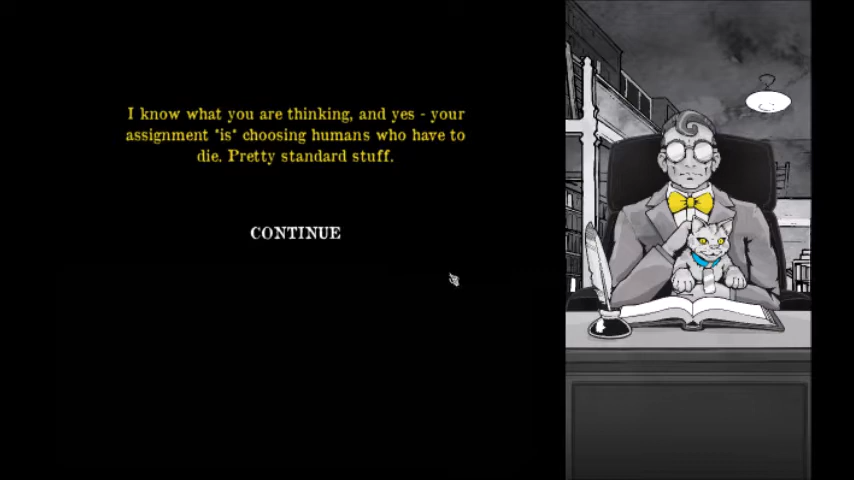 I know what you are thinking, and yes - your
assignment *is* choosing humans who have to
die. Pretty standard stuff.
CONTINUE